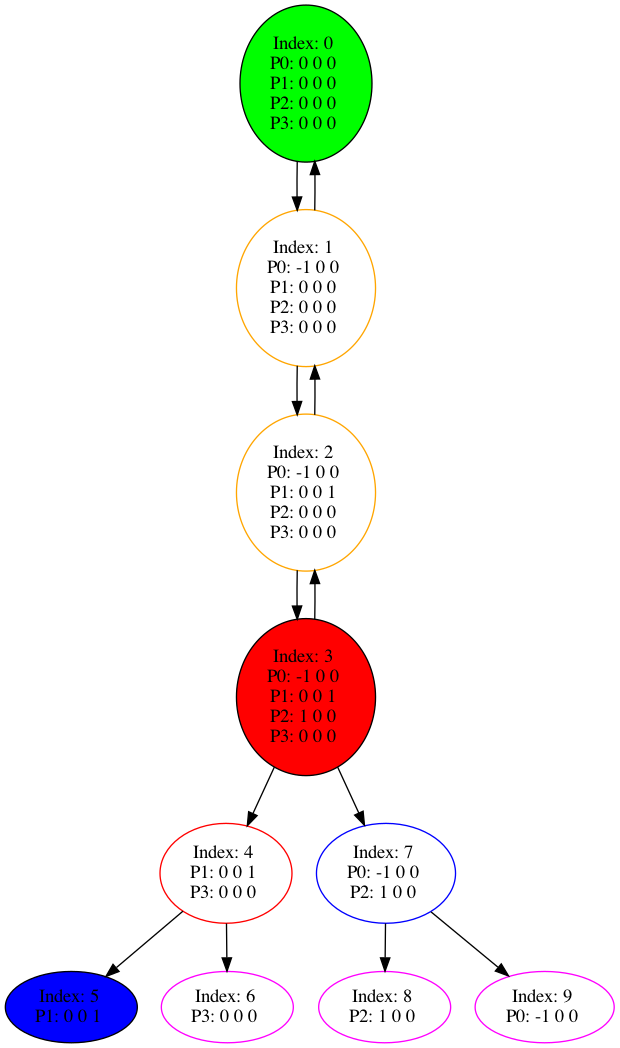 Index: 0
P0: 0 0 0
P1: 0 0 0
P2: 0 0 0
P3: 0 0 0
Index: 1
P0: -1 0 0
P1: 0 0 0
P2: 0 0 0
P3: 0 0 0
Index: 2
P0: -1 0 0
P1: 0 0 1
P2: 0 0 0
P3: 0 0 0
Index: 3
P0: -1 0 0
P1: 0 0 1
P2: 1 0 0
P3: 0 0 0
Index: 4
P1: 0 0 1
P3: 0 0 0
Index: 7
P0: -1 0 0
P2: 1 0 0
Index: 5
P1: 0 0 1
Index: 6
P3: 0 0 0
Index: 8
P2: 1 0 0
Index: 9
P0: -1 0 0